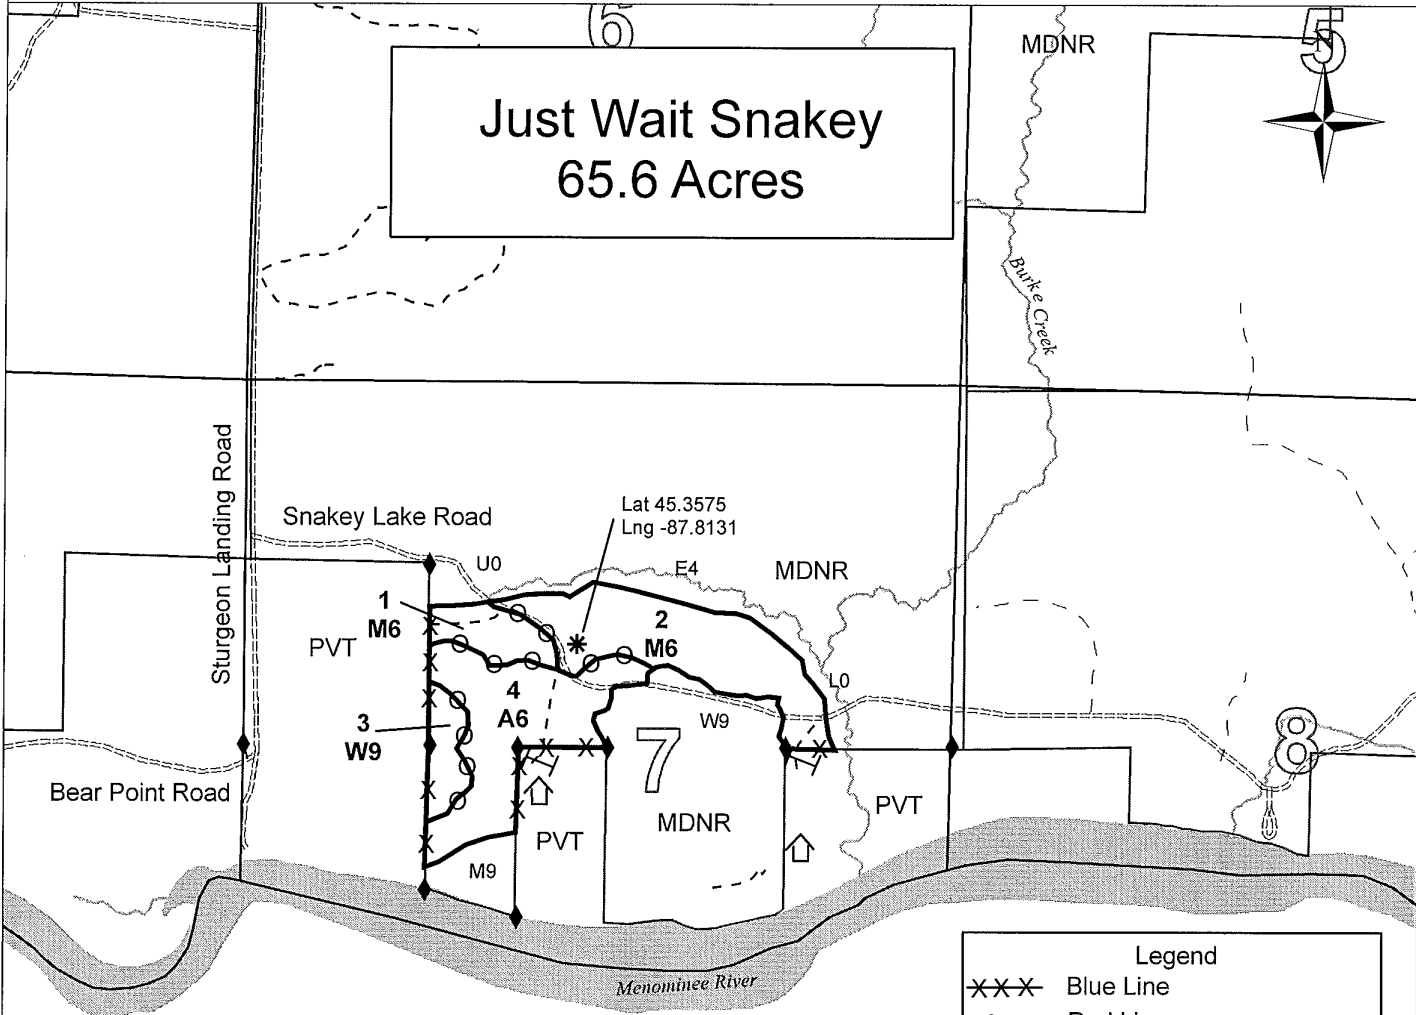 6
5
N
MDNR
Just Wait Snakey
65.6 Acres
Burke Creek
Sturgeon Landing Road
Snakey Lake Road
Lat 45.3575
Lng -87.8131
U0
E4
MDNR
1
M6
2
M6
PVT
L0
4
A6
3
W9
W9
7
8
Bear Point Road
PVT
MDNR
PVT
M9
Menominee River
Legend
XXX Blue Line